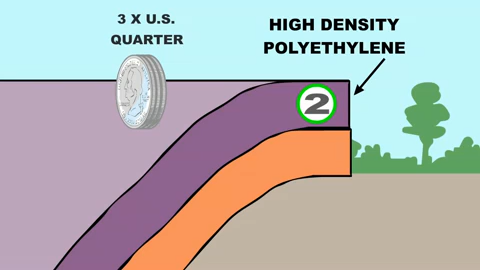 3 X U.S.
QUARTER
HIGH DENSITY
POLYETHYLENE
2